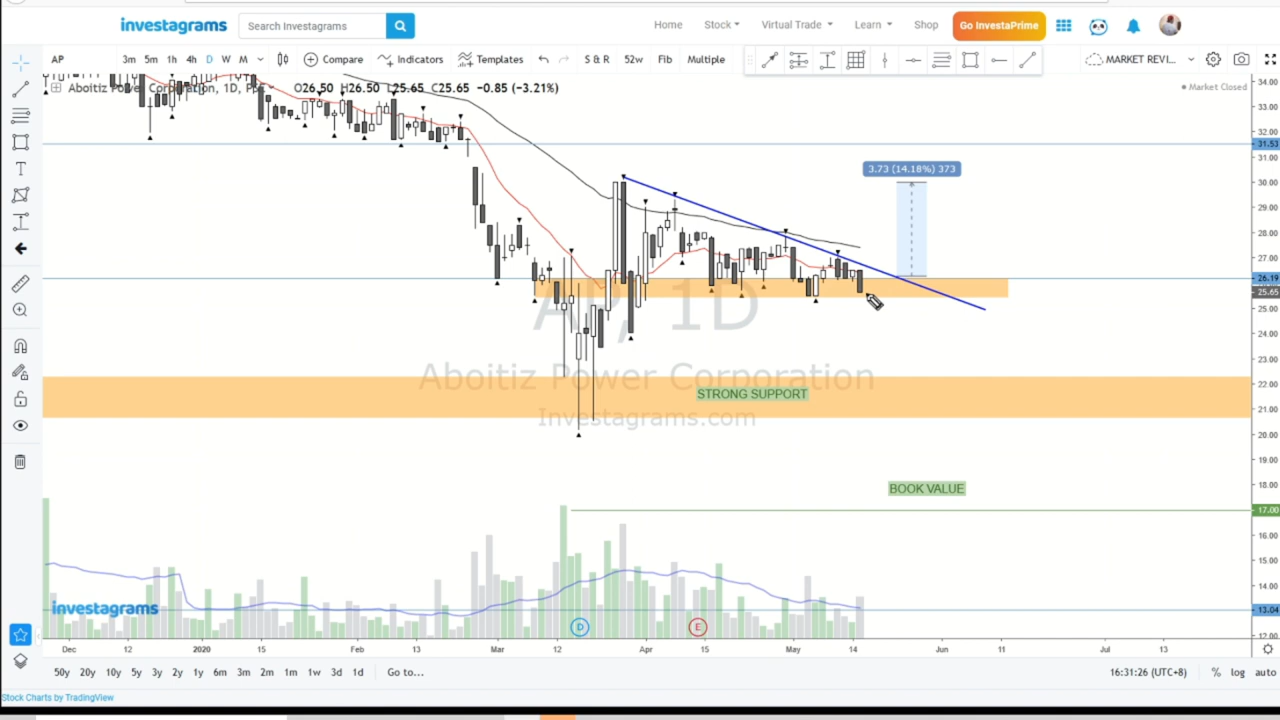 investagrams
Search Investagrams
Home
Stock
Virtual Trade
Learn
Shop
Go InvestaPrime
AP
3m 5m 1h 4h D W
Compare
Indicators
Templates
S & R
52w
Fib
Multiple
MARKET REVI...
Aboitiz Power Corporation, 1D, P
O26.50 H26.50 L25.65 C25.65 −0.85 (−3.21%)
Market Closed
34.00
33.00
32.00
31.53
31.00
3.73 (14.18%) 373
30.00
29.00
28.00
27.00
26.19
25.65
25.00
24.00
23.00
22.00
21.00
20.00
19.00
18.00
17.00
16.00
15.00
14.00
13.04
12.00
AP, 1D
Aboitiz Power Corporation
Investagrams.com
STRONG SUPPORT
BOOK VALUE
investagrams
D
E
Dec 12 2020 15 Feb 13 Mar 12 Apr 15 May 14 Jun 11 Jul 13
50y 20y 10y 5y 3y 2y 1y 6m 3m 2m 1m 1w 3d 1d Go to...
16:31:26 (UTC+8) % log auto
Stock Charts by TradingView